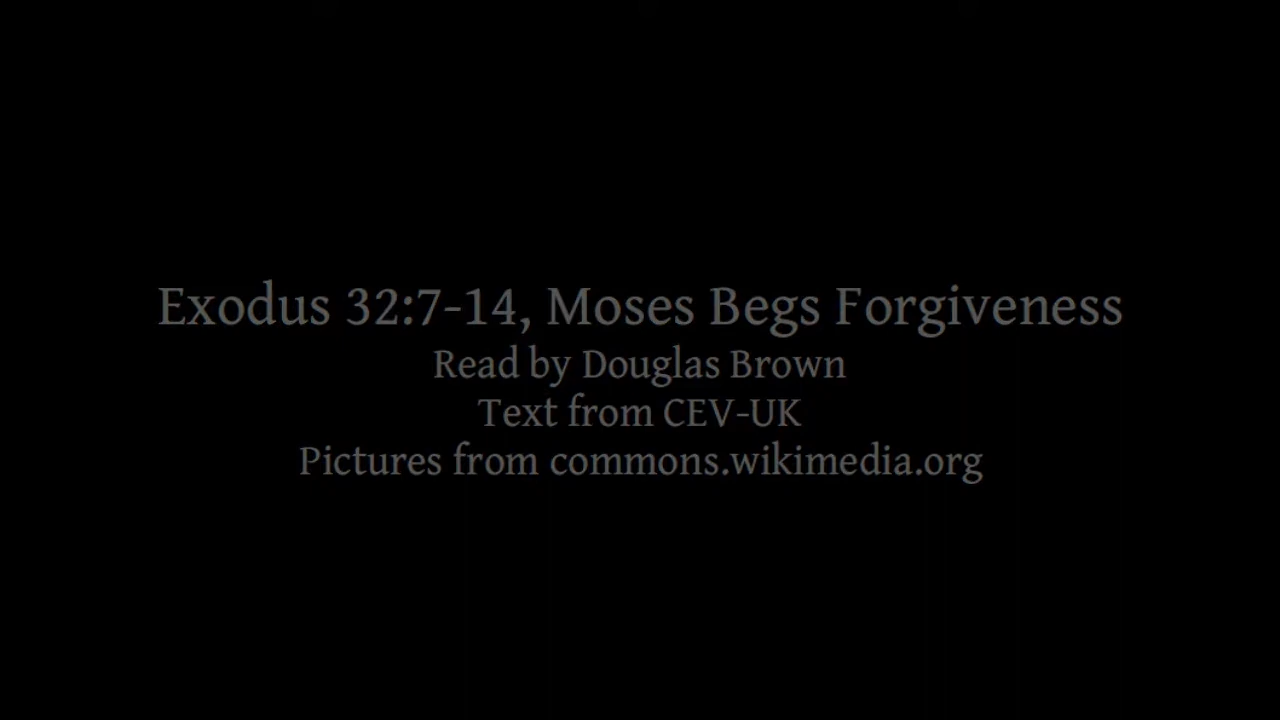 Exodus 32:7-14, Moses Begs Forgiveness
Read by Douglas Brown
Text from CEV-UK
Pictures from commons.wikimedia.org